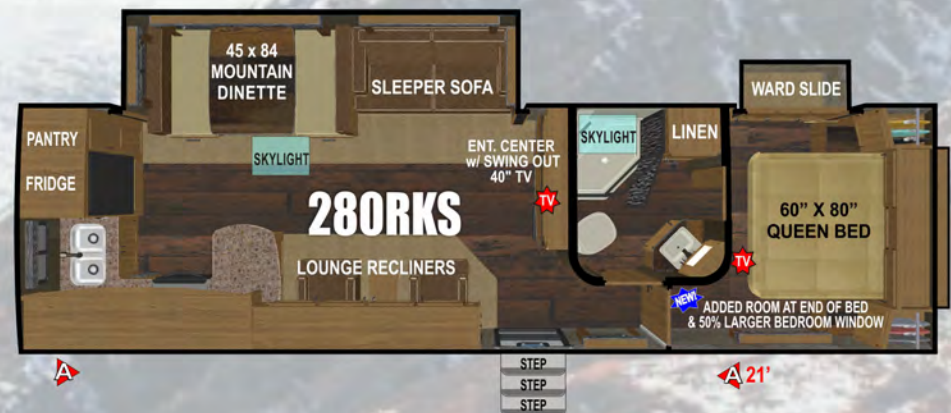 45 x 84
MOUNTAIN
DINETTE
SLEEPER SOFA
WARD SLIDE
PANTRY
FRIDGE
SKYLIGHT
ENT. CENTER
w/ SWING OUT
40" TV
TV
SKYLIGHT
LINEN
280RKS
60" X 80"
QUEEN BED
LOUNGE RECLINERS
TV
NEW!
ADDED ROOM AT END OF BED
& 50% LARGER BEDROOM WINDOW
A
STEP
STEP
STEP
A 21'